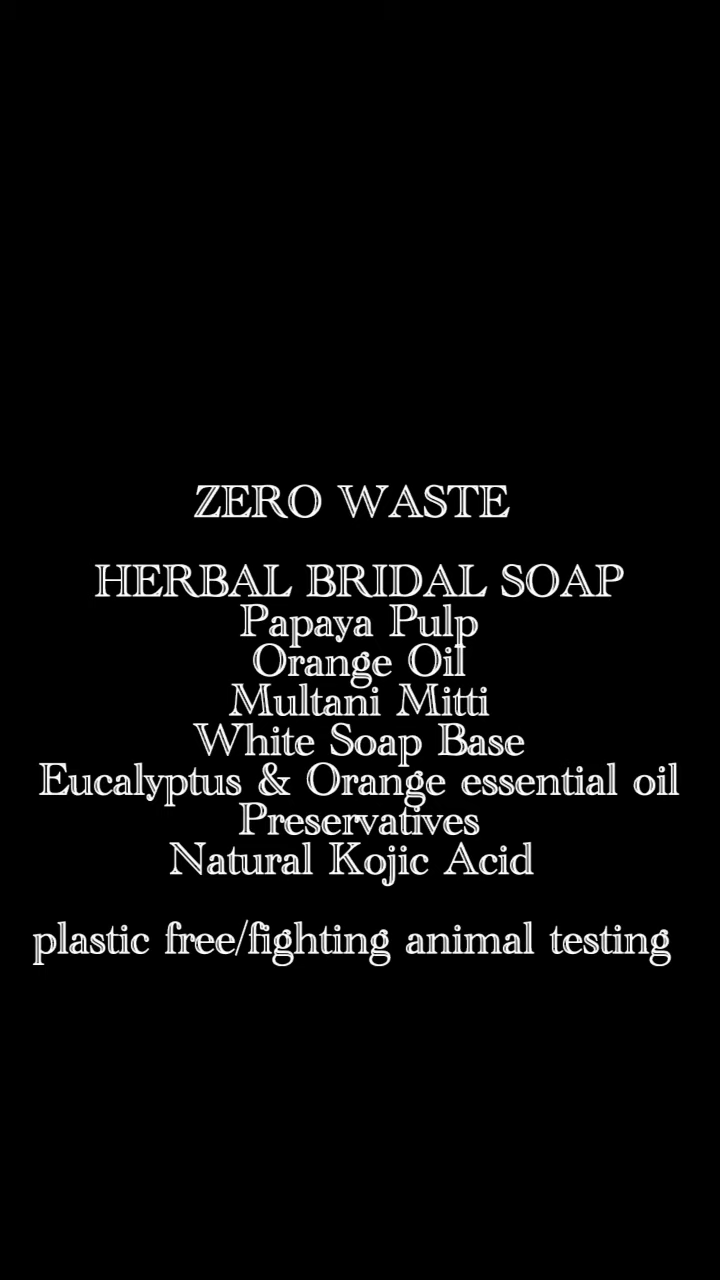 ZERO WASTE
HERBAL BRIDAL SOAP
Papaya Pulp
Orange Oil
Multani Mitti
White Soap Base
Eucalyptus & Orange essential oil
Preservatives
Natural Kojic Acid
plastic free/fighting animal testing